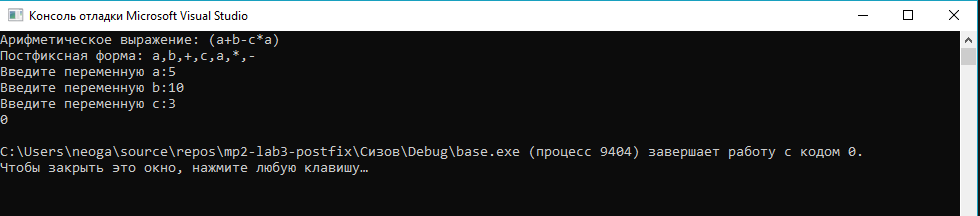 Консоль отладки Microsoft Visual Studio
Арифметическое выражение: (a+b-c*a)
Постфиксная форма: a,b,+,c,a,*,-
Введите переменную a:5
Введите переменную b:10
Введите переменную c:3
0
C:\Users\neoga\source\repos\mp2-lab3-postfix\Сизов\Debug\base.exe (процесс 9404) завершает работу с кодом 0.
Чтобы закрыть это окно, нажмите любую клавишу…